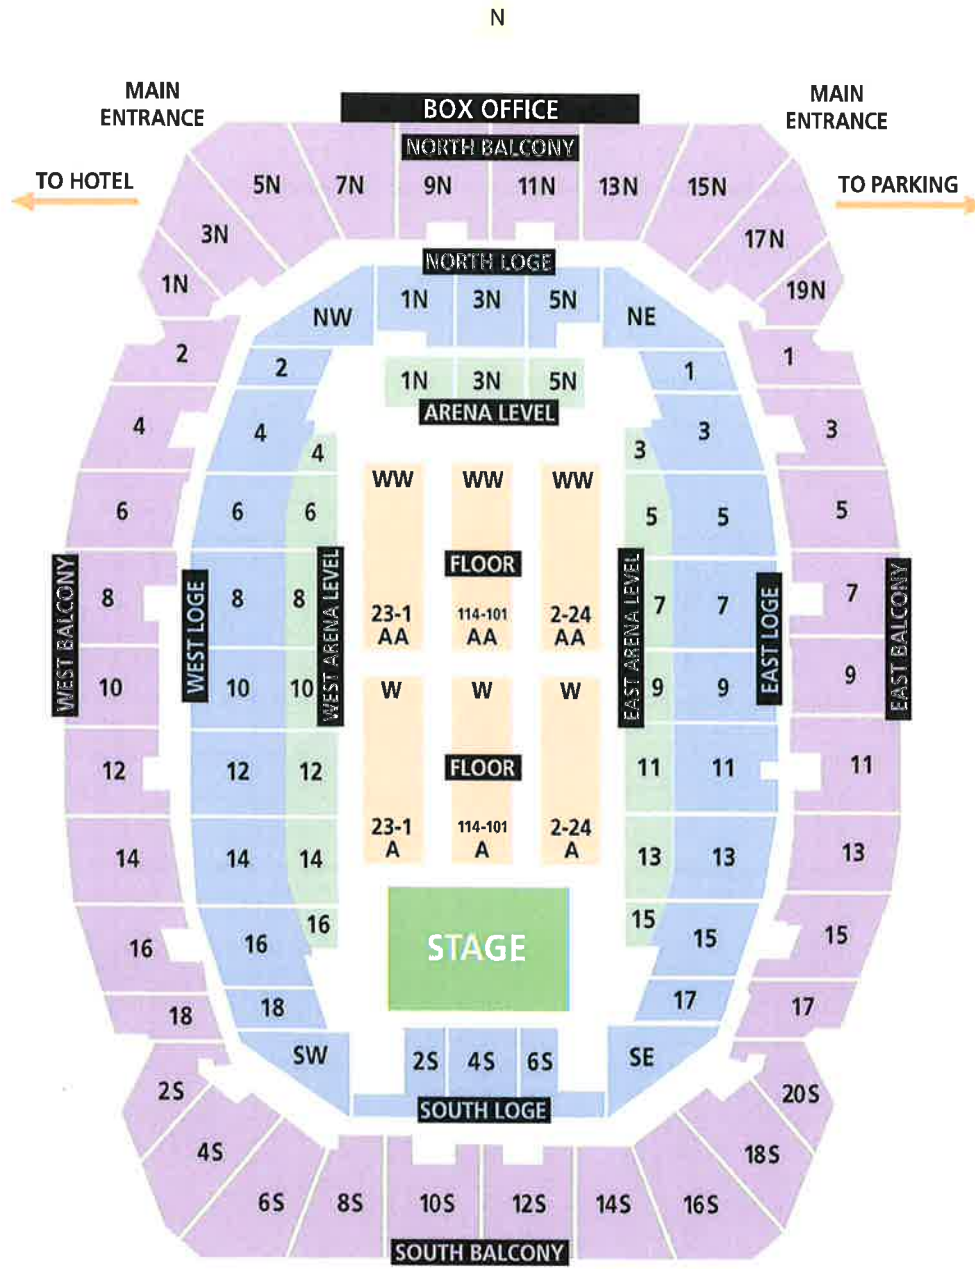 N
MAIN
ENTRANCE
BOX OFFICE
MAIN
ENTRANCE
NORTH BALCONY
TO HOTEL
5N 7N 9N 11N 13N 15N
TO PARKING
3N 17N
1N 19N
NORTH LOGE
NW 1N 3N 5N NE
2 2 1 1
1N 3N 5N
ARENA LEVEL
4 4 4 3 3 3
WW WW WW
6 6 6 5 5 5
FLOOR
WEST BALCONY
8
WEST LOGE
8 8
WEST ARENA LEVEL
23-1
AA
114-101
AA
2-24
AA
EAST ARENA LEVEL
7 7
EAST LOGE
7
EAST BALCONY
10 10 10
W W W
9 9 9
FLOOR
12 12 12 11 11 11
23-1
A
114-101
A
2-24
A
14 14 14 13 13 13
16 16 16 15 15 15
STAGE
18 18 17 17
SW 2S 4S 6S SE
SOUTH LOGE
2S 20S
4S 18S
6S 8S 10S 12S 14S 16S
SOUTH BALCONY